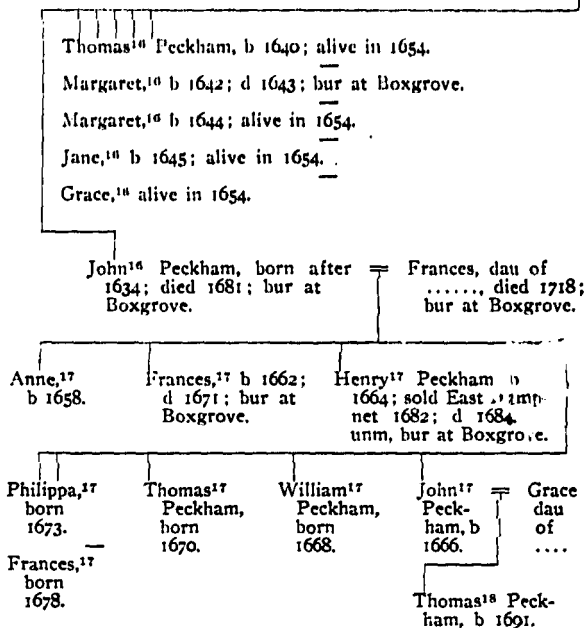 Thomas¹⁶ Peckham, b 1640; alive in 1654.
Margaret,¹⁶ b 1642; d 1643; bur at Boxgrove.
Margaret,¹⁶ b 1644; alive in 1654.
Jane,¹⁶ b 1645; alive in 1654.
Grace,¹⁶ alive in 1654.
John¹⁶ Peckham, born after
1634; died 1681; bur at
Boxgrove.
=
Frances, dau of
......, died 1718;
bur at Boxgrove.
Anne,¹⁷
b 1658.
Frances,¹⁷ b 1662;
d 1671; bur at
Boxgrove.
Henry¹⁷ Peckham b
1664; sold East
net 1682; d 1684.
unm, bur at Boxgrove.
Philippa,¹⁷
born
1673.
Frances,¹⁷
born
1678.
Thomas¹⁷
Peckham,
born
1670.
William¹⁷
Peckham,
born
1668.
John¹⁷
Peck-
ham, b
1666.
=
Grace
dau
of
....
Thomas¹⁸ Peck-
ham, b 1691.